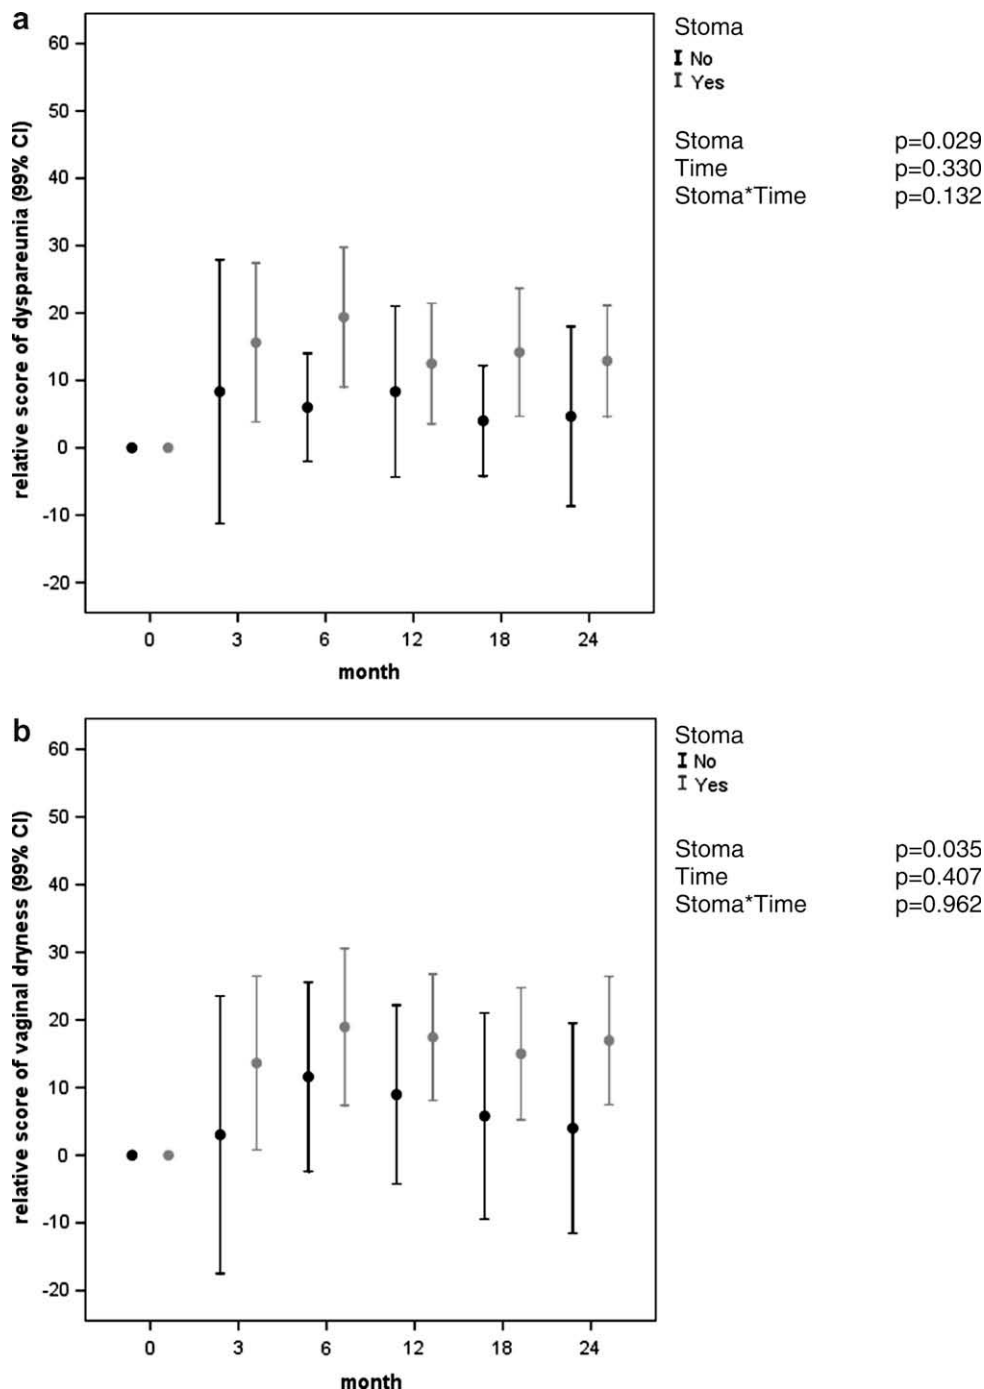 a
relative score of dyspareunia (99% CI)
60
50
40
30
20
10
0
-10
-20
0 3 6 12 18 24
month
Stoma
No
Yes
Stoma p=0.029
Time p=0.330
Stoma*Time p=0.132
b
relative score of vaginal dryness (99% CI)
60
50
40
30
20
10
0
-10
-20
0 3 6 12 18 24
month
Stoma
No
Yes
Stoma p=0.035
Time p=0.407
Stoma*Time p=0.962